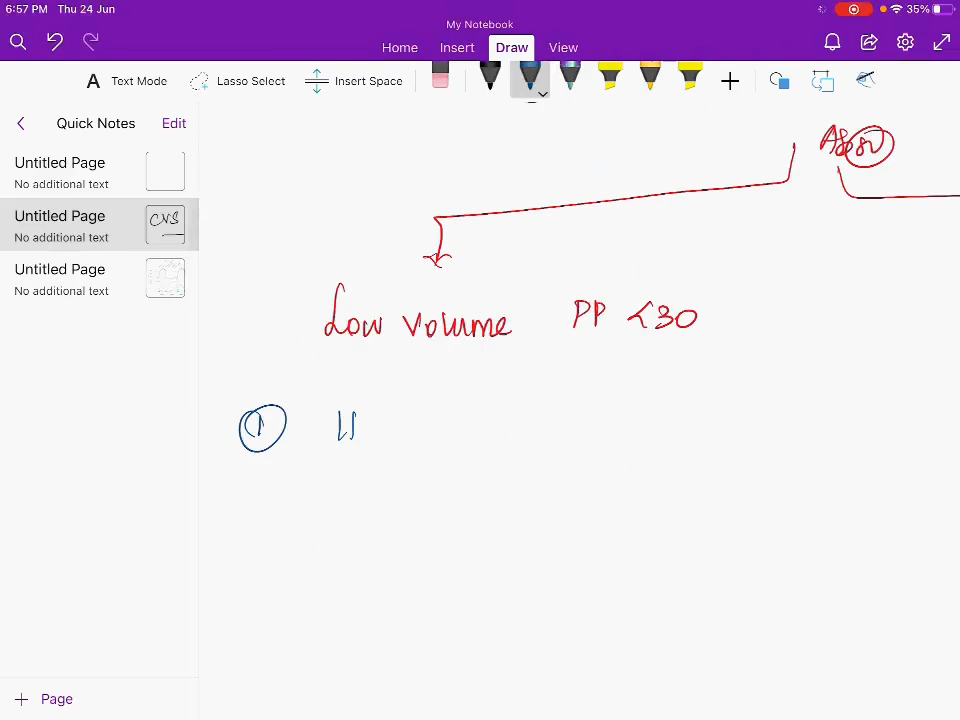 6:57 PM Thu 24 Jun 35%
My Notebook
Home Insert Draw View
Text Mode Lasso Select Insert Space
Quick Notes Edit
Untitled Page
No additional text
Untitled Page
No additional text
CNS
Untitled Page
No additional text
Low volume PP <30
1
Page